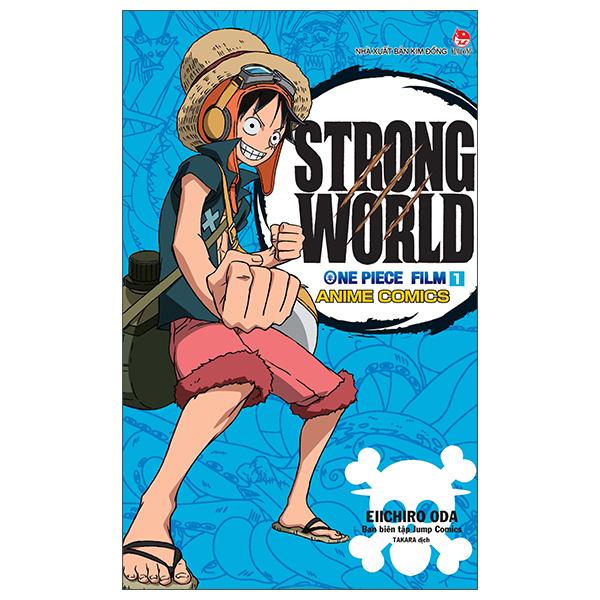 NHÀ XUẤT BẢN KIM ĐỒNG
STRONG
WORLD
ONE PIECE FILM 1
ANIME COMICS
EIICHIRO ODA
Ban biên tập Jump Comics
TAKARA dịch